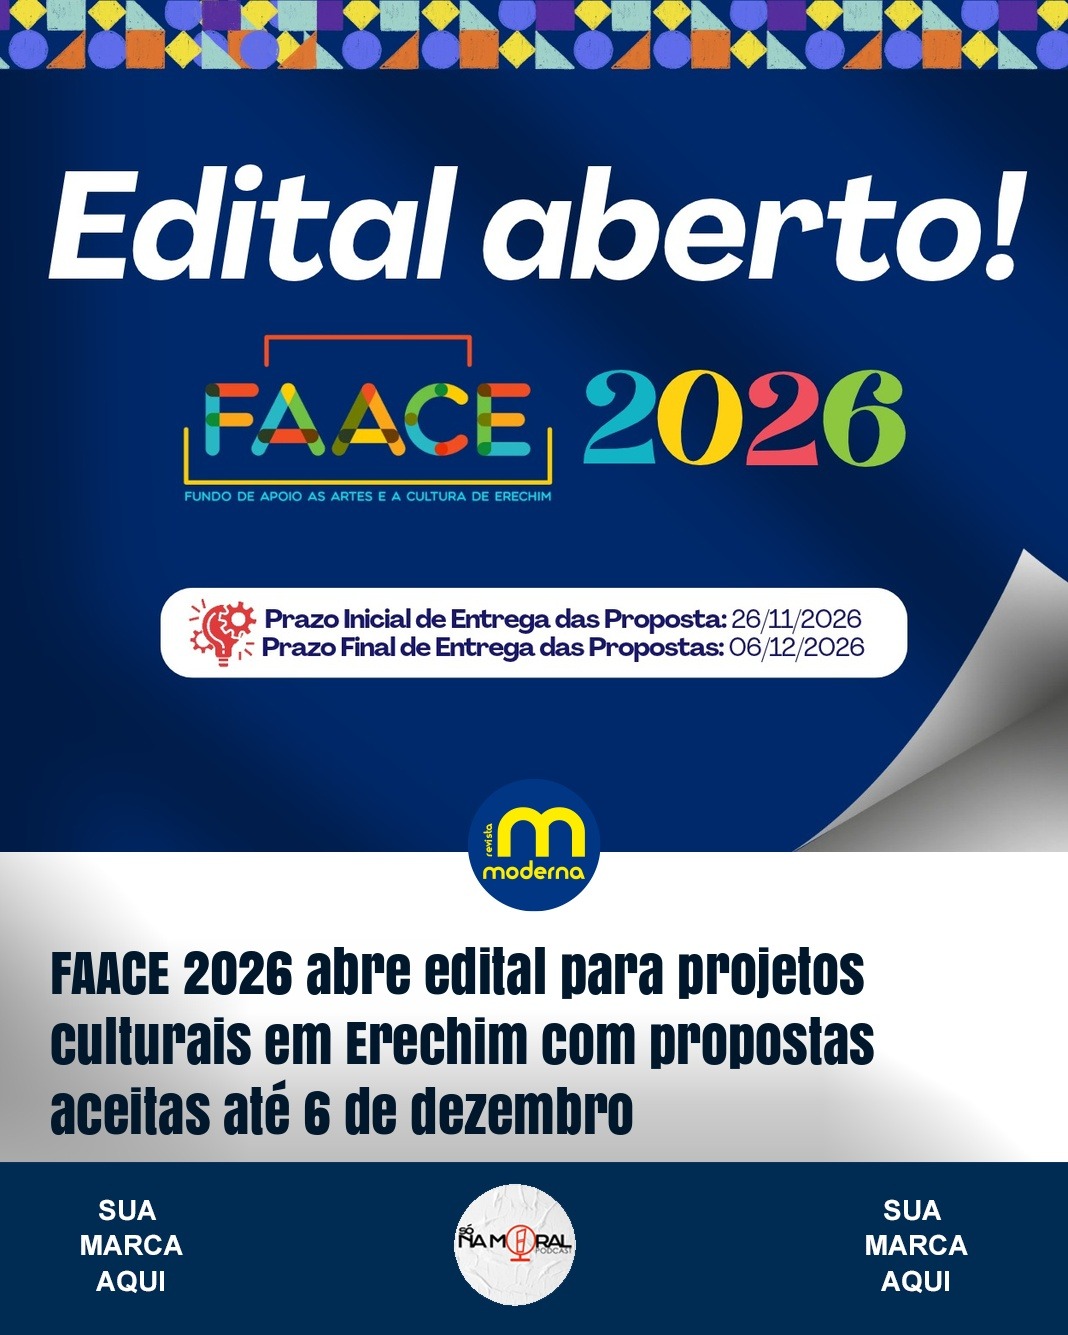 Edital aberto!
FAACE 2026
FUNDO DE APOIO AS ARTES E A CULTURA DE ERECHIM
Prazo Inicial de Entrega das Proposta: 26/11/2026
Prazo Final de Entrega das Propostas: 06/12/2026
revista
m
moderna
FAACE 2026 abre edital para projetos
culturais em Erechim com propostas
aceitas até 6 de dezembro
SUA
MARCA
AQUI
SÓ
NA MORAL
PODCAST
SUA
MARCA
AQUI